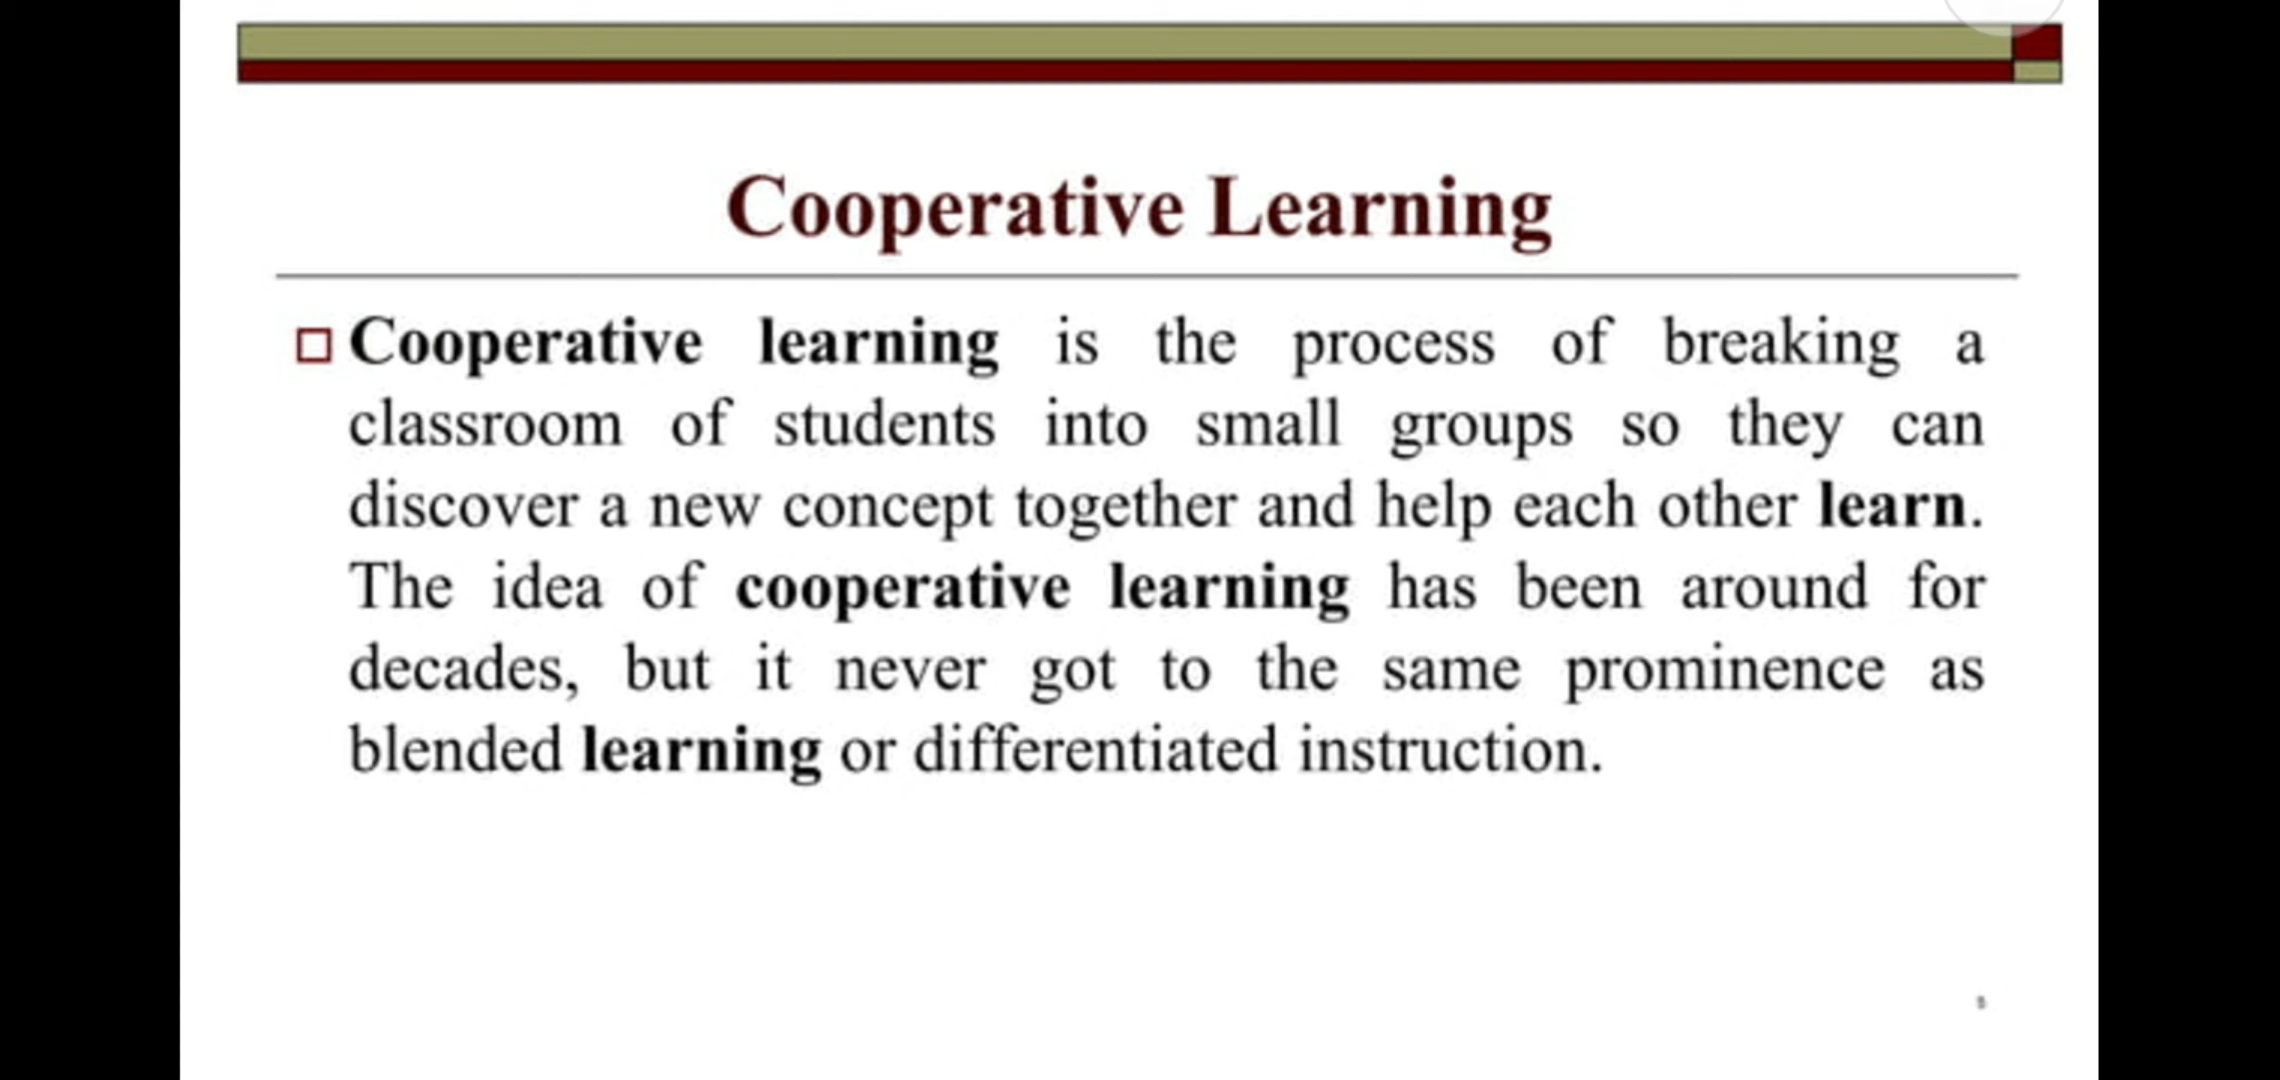 Cooperative Learning
Cooperative learning is the process of breaking a
classroom of students into small groups so they can
discover a new concept together and help each other learn.
The idea of cooperative learning has been around for
decades, but it never got to the same prominence as
blended learning or differentiated instruction.